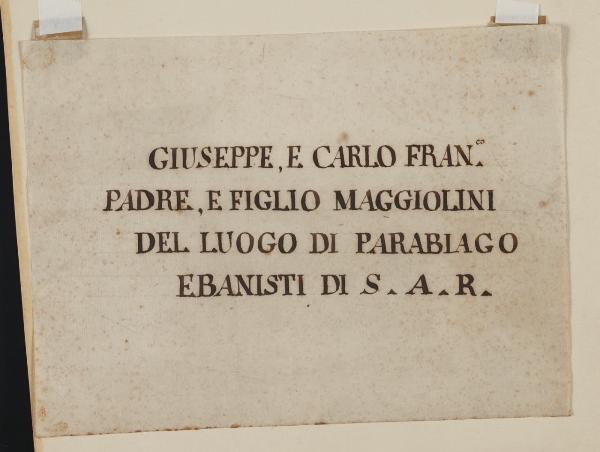 GIUSEPPE, E CARLO FRAN.co
PADRE, E FIGLIO MAGGIOLINI
DEL LUOGO DI PARABIAGO
EBANISTI DI S. A. R.